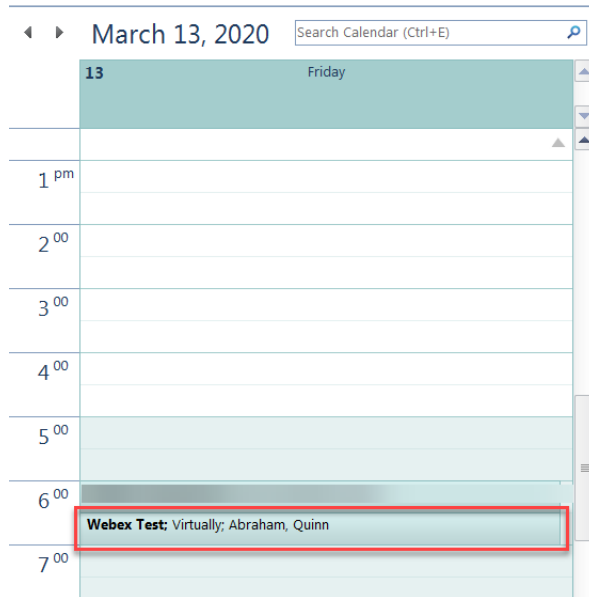 March 13, 2020 Search Calendar (Ctrl+E)
13 Friday
1 pm
2 00
3 00
4 00
5 00
6 00
Webex Test; Virtually; Abraham, Quinn
7 00